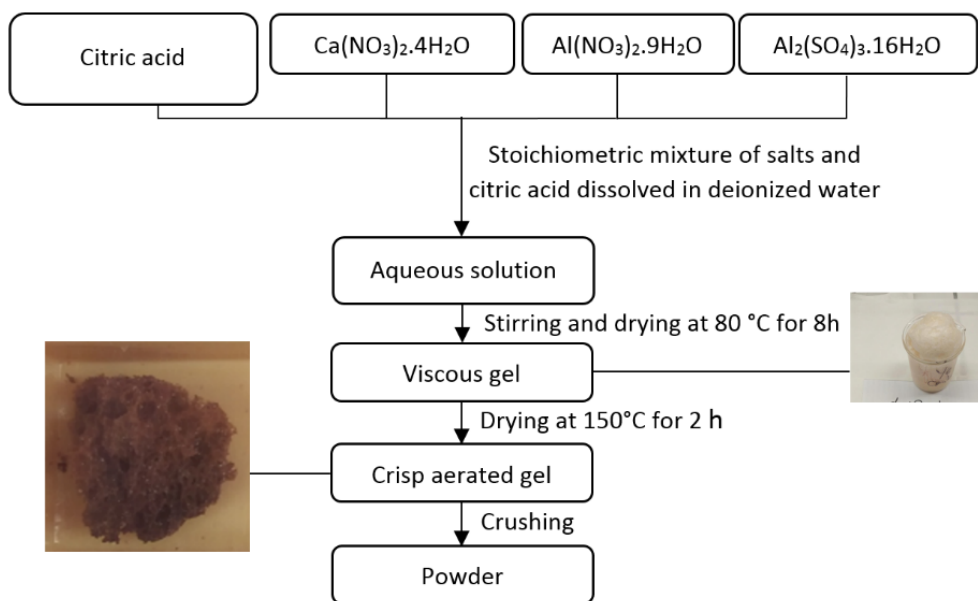 Citric acid
Ca(NO₃)₂.4H₂O
Al(NO₃)₂.9H₂O
Al₂(SO₄)₃.16H₂O
Stoichiometric mixture of salts and
citric acid dissolved in deionized water
Aqueous solution
Stirring and drying at 80 °C for 8h
Viscous gel
Drying at 150°C for 2 h
Crisp aerated gel
Crushing
Powder